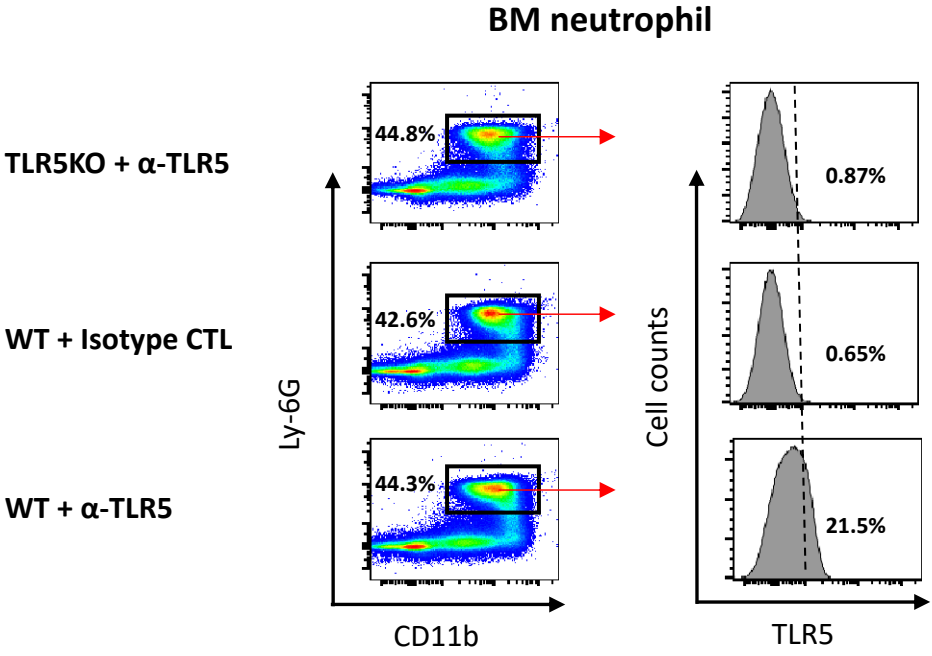 BM neutrophil
TLR5KO + α-TLR5
44.8%
0.87%
WT + Isotype CTL
42.6%
0.65%
WT + α-TLR5
44.3%
21.5%
Ly-6G
CD11b
Cell counts
TLR5